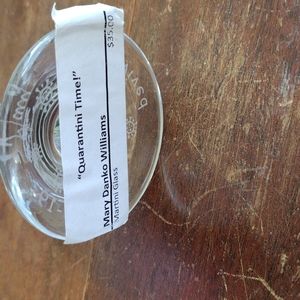 "Quarantini Time!"
Mary Danko Williams
Martini Glass
$35.00